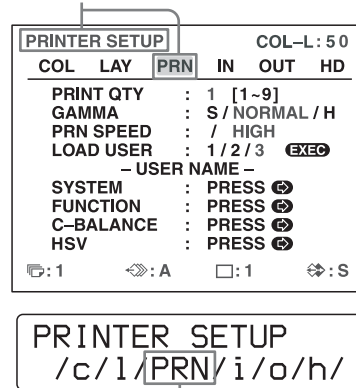 PRINTER SETUP COL–L:50
COL LAY PRN IN OUT HD
PRINT QTY : 1 [1~9]
GAMMA : S / NORMAL / H
PRN SPEED : / HIGH
LOAD USER : 1 / 2 / 3 EXEC
– USER NAME –
SYSTEM : PRESS
FUNCTION : PRESS
C–BALANCE : PRESS
HSV : PRESS
:1 :A :1 :S
PRINTER SETUP
/c/l/PRN/i/o/h/